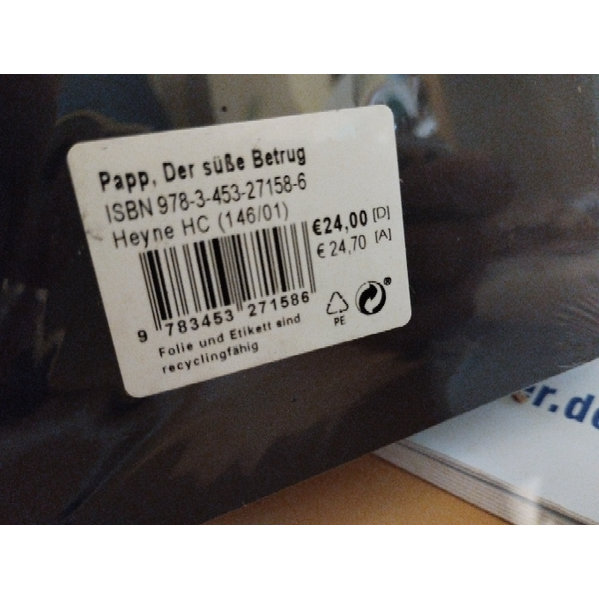 Papp, Der süße Betrug
ISBN 978-3-453-27158-6
Heyne HC (146/01)
€24,00 [D]
€ 24,70 [A]
9 783453 271586
PE
®
Folie und Etikett sind
recyclingfähig
er.de